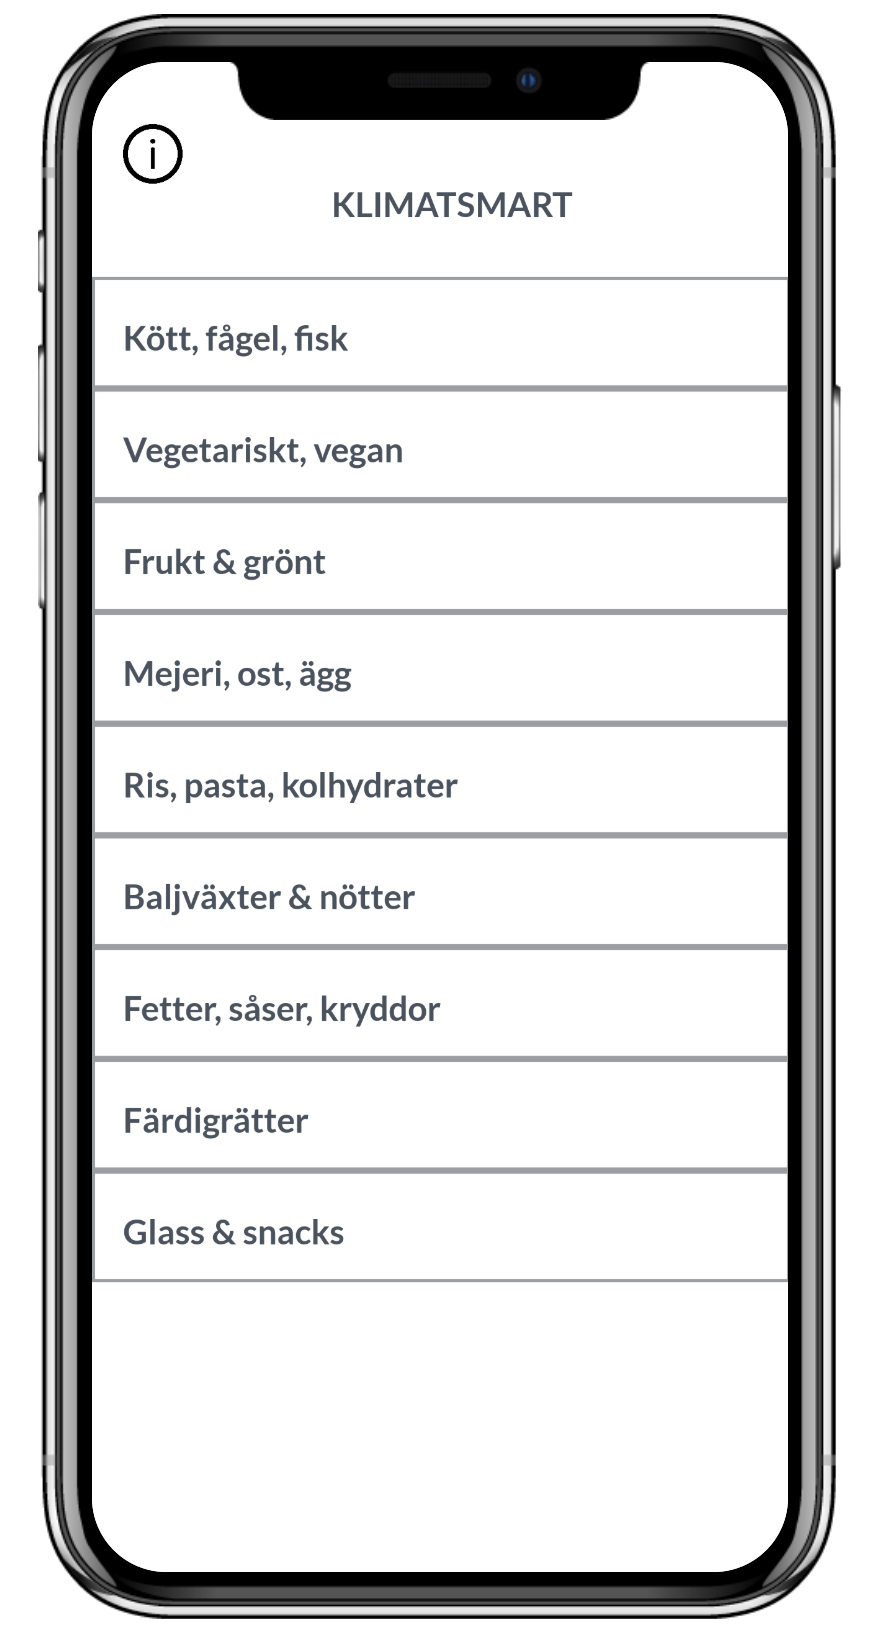 i
KLIMATSMART
Kött, fågel, fisk
Vegetariskt, vegan
Frukt & grönt
Mejeri, ost, ägg
Ris, pasta, kolhydrater
Baljväxter & nötter
Fetter, såser, kryddor
Färdigrätter
Glass & snacks